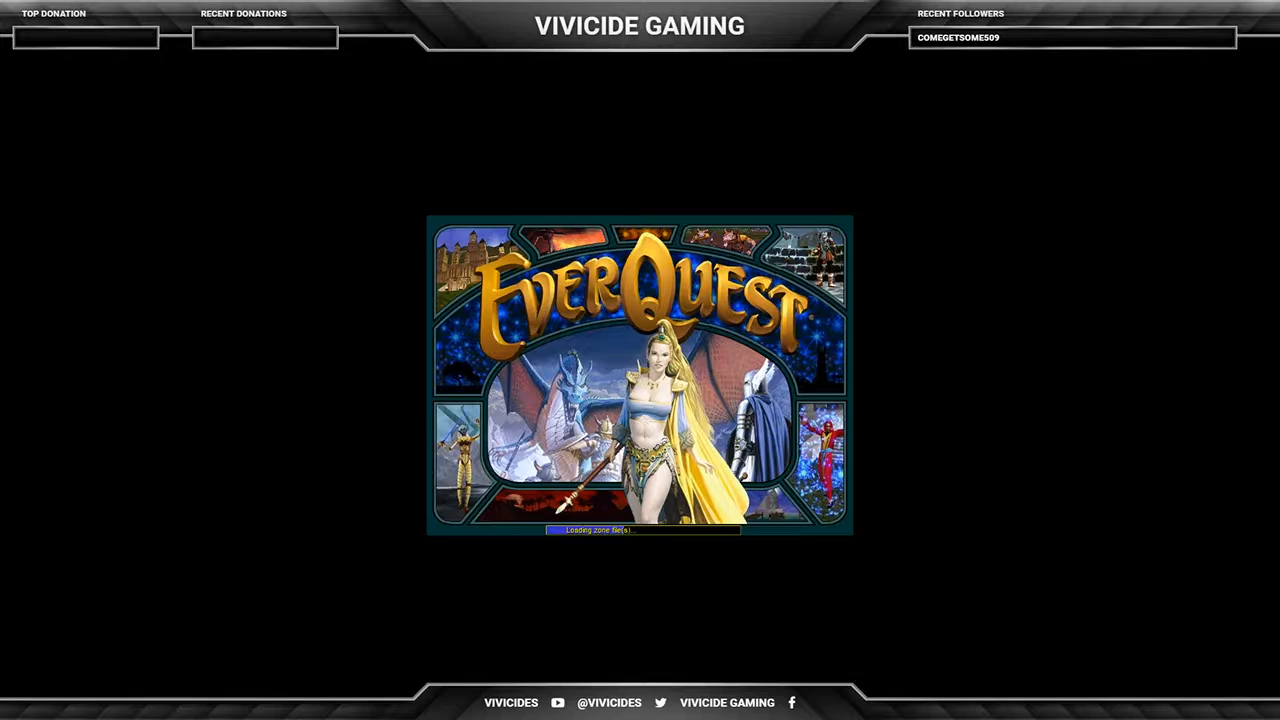 TOP DONATION
RECENT DONATIONS
VIVICIDE GAMING
RECENT FOLLOWERS
COMEGETSOME509
EVERQUEST
Loading zone file(s)...
VIVICIDES
@VIVICIDES
VIVICIDE GAMING